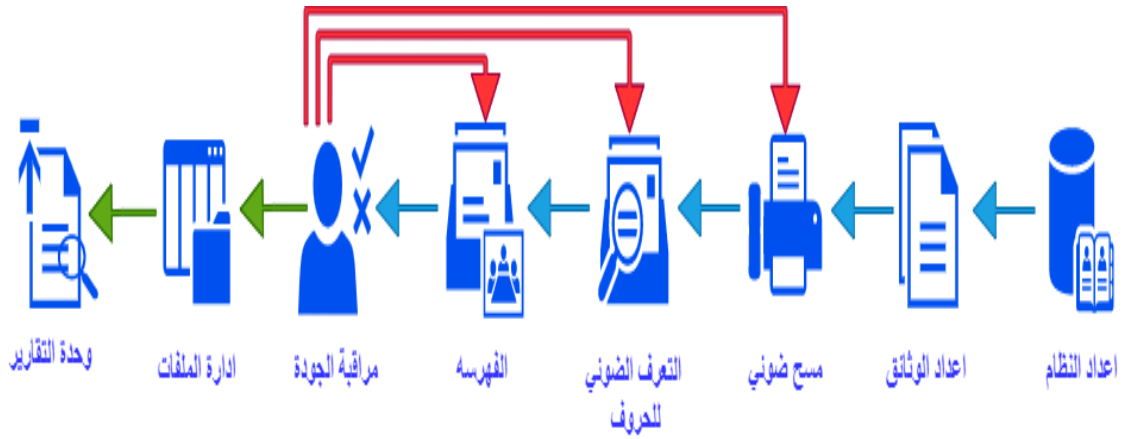 اعداد النظام
اعداد الوثائق
مسح ضوئي
التعرف الضوئي
للحروف
الفهرسه
مراقبة الجودة
ادارة الملفات
وحدة التقارير